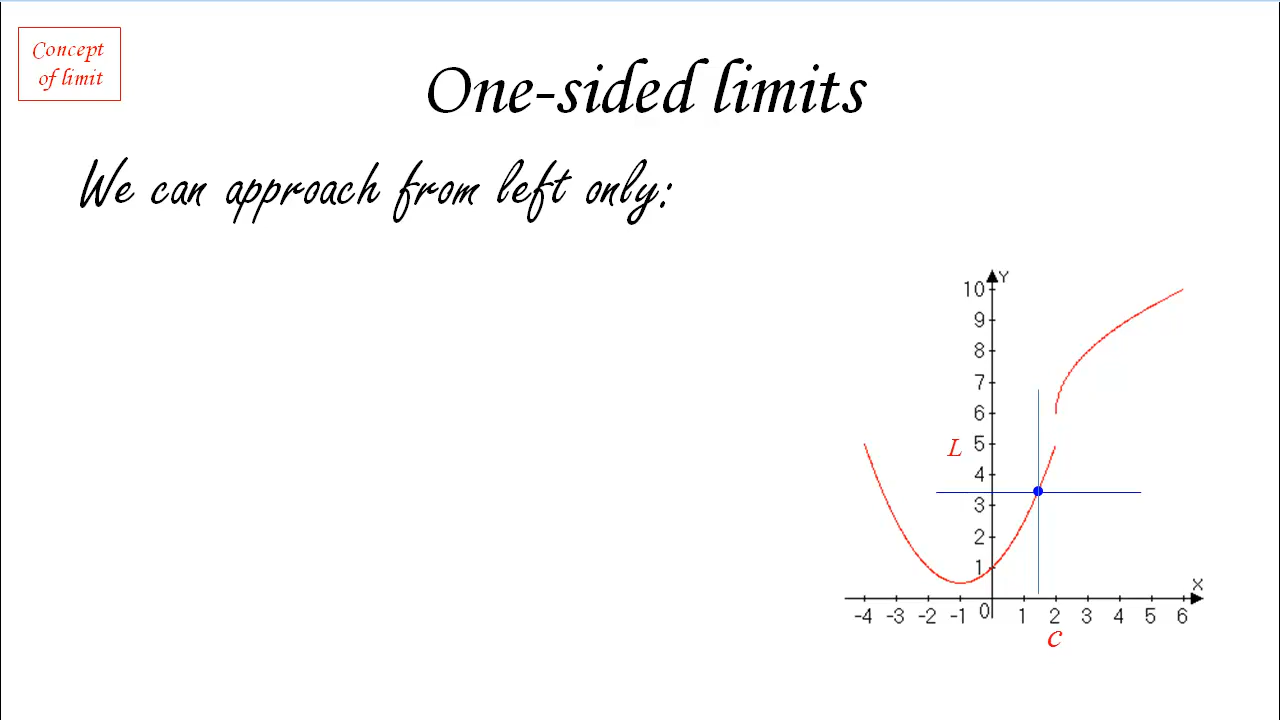 Concept
of limit
One-sided limits
We can approach from left only:
Y
10
9
8
7
6
L 5
4
3
2
1
X
-4 -3 -2 -1 0 1 2 3 4 5 6
c